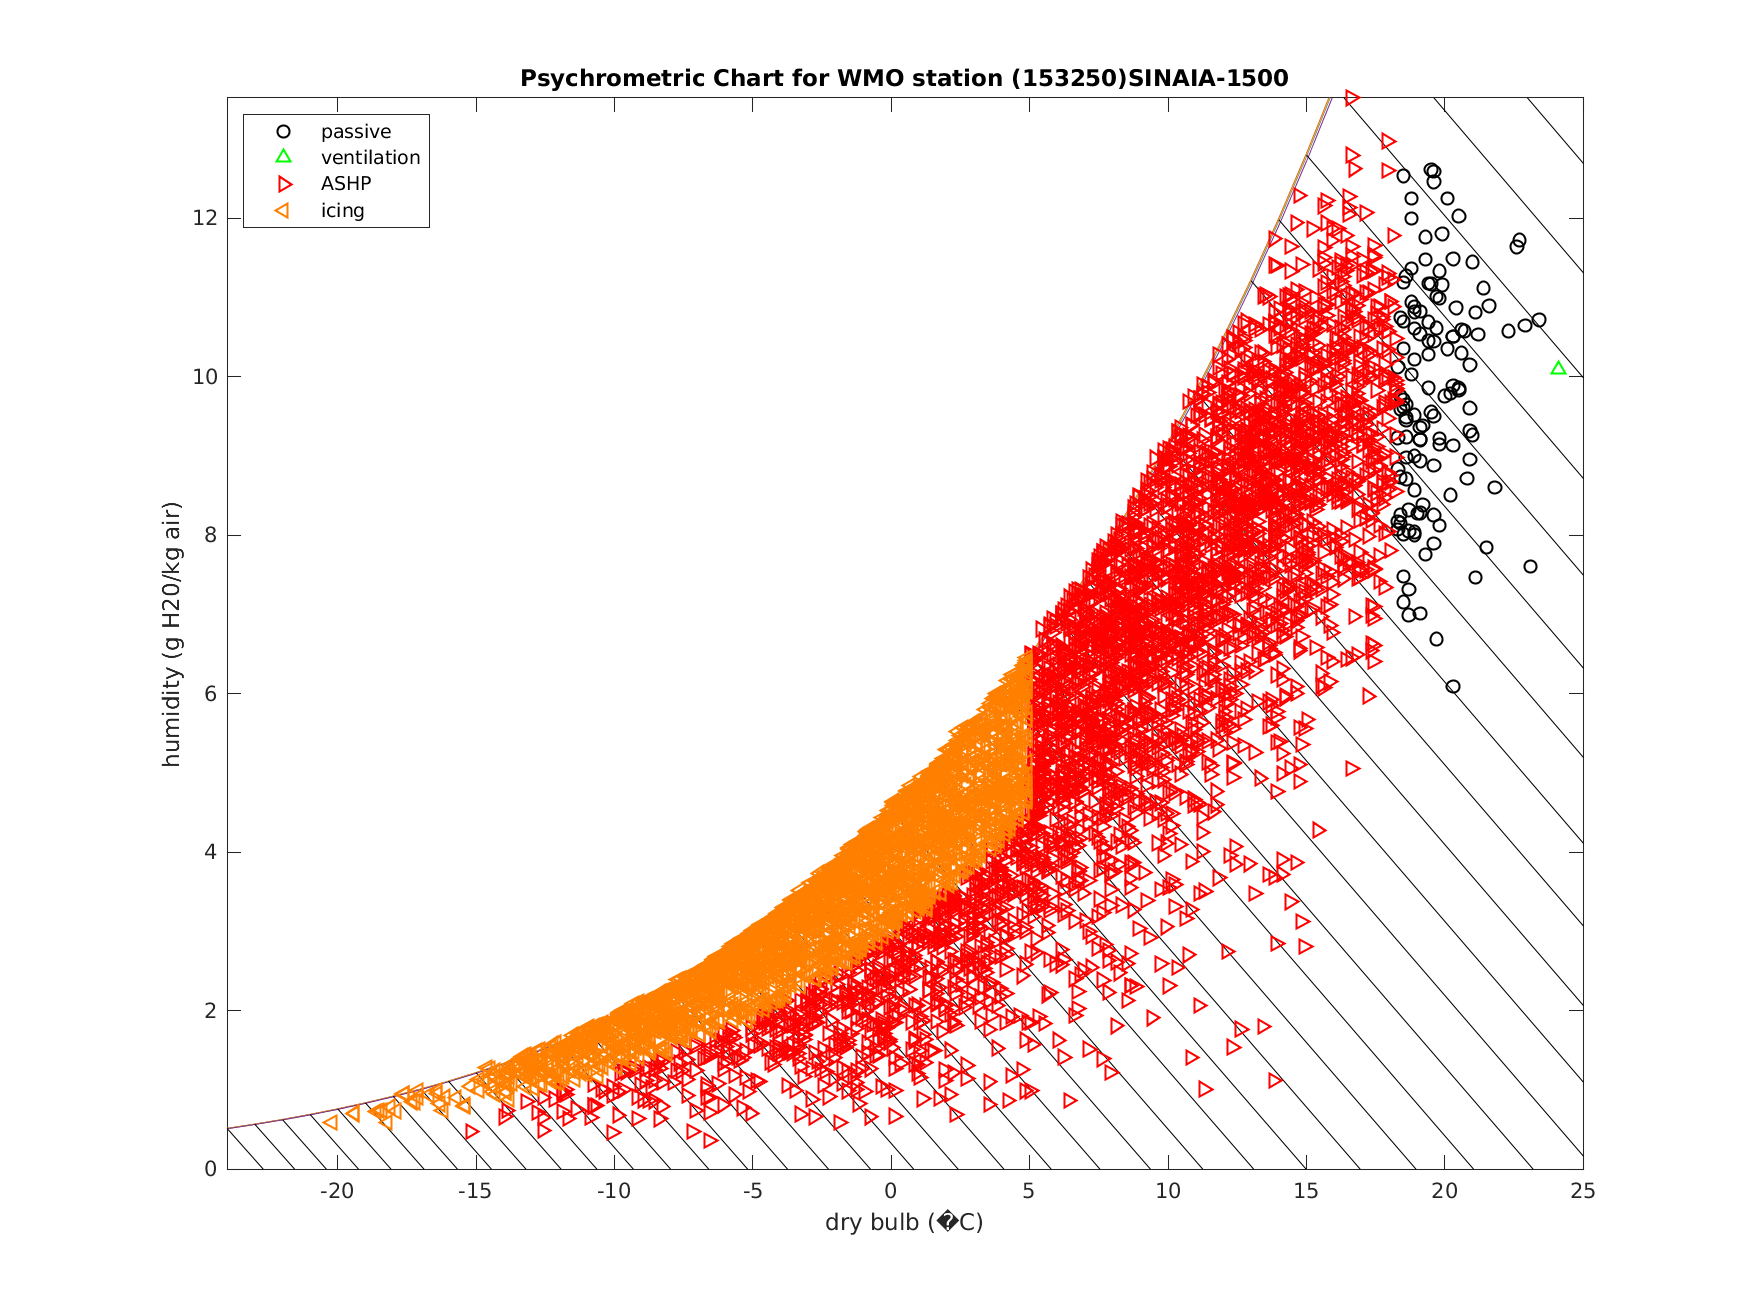 Psychrometric Chart for WMO station (153250)SINAIA-1500
passive
ventilation
ASHP
icing
humidity (g H20/kg air)
12
10
8
6
4
2
0
-20 -15 -10 -5 0 5 10 15 20 25
dry bulb (�C)